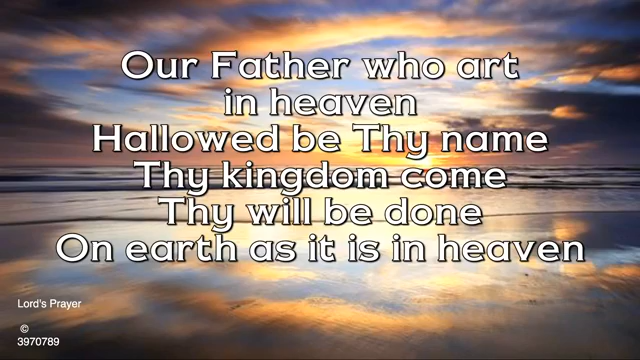 Our Father who art
in heaven
Hallowed be Thy name
Thy kingdom come
Thy will be done
On earth as it is in heaven
Lord's Prayer
©
3970789